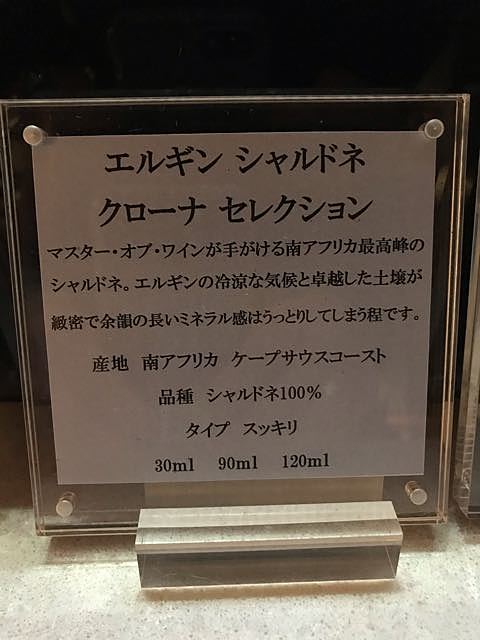 エルギン シャルドネ
クローナ セレクション
マスター・オブ・ワインが手がける南アフリカ最高峰の
シャルドネ。エルギンの冷涼な気候と卓越した土壌が
緻密で余韻の長いミネラル感はうっとりしてしまう程です。
産地 南アフリカ ケープサウスコースト
品種 シャルドネ100%
タイプ スッキリ
30ml 90ml 120ml